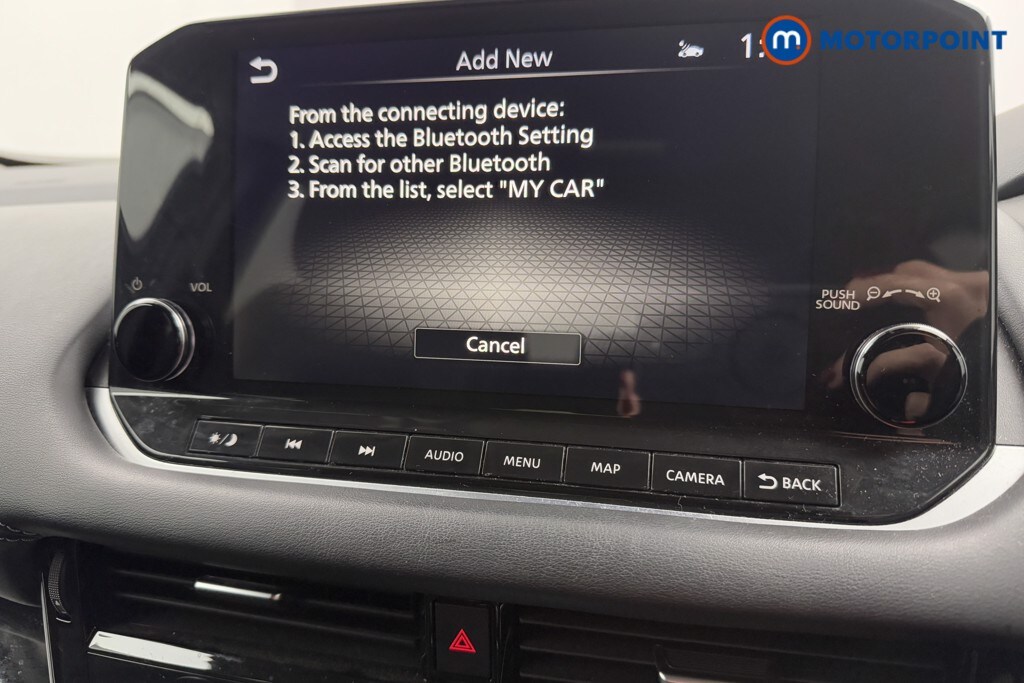 Add New
1:
m MOTORPOINT
From the connecting device:
1. Access the Bluetooth Setting
2. Scan for other Bluetooth
3. From the list, select "MY CAR"
VOL
PUSH
SOUND
Cancel
AUDIO
MENU
MAP
CAMERA
BACK